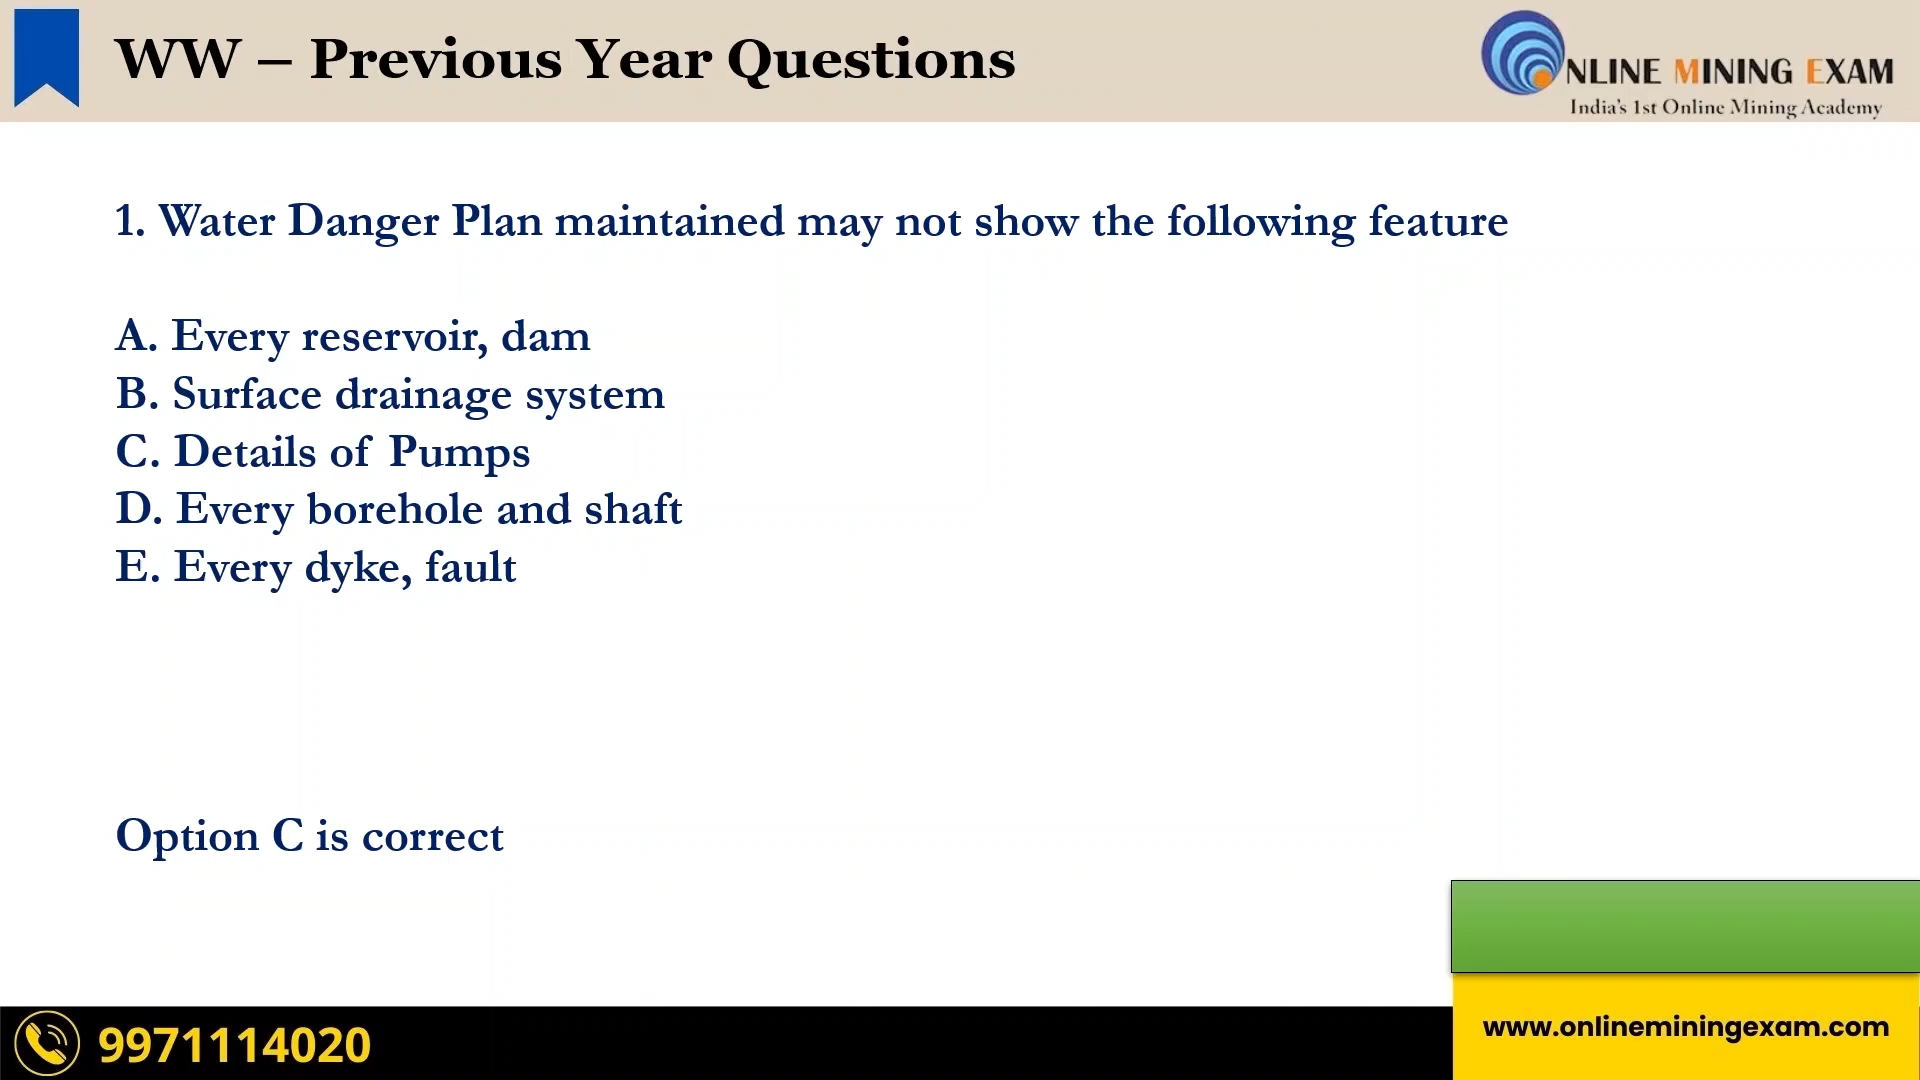 WW – Previous Year Questions
NLINE MINING EXAM
India's 1st Online Mining Academy
1. Water Danger Plan maintained may not show the following feature
A. Every reservoir, dam
B. Surface drainage system
C. Details of Pumps
D. Every borehole and shaft
E. Every dyke, fault
Option C is correct
9971114020
www.onlineminingexam.com